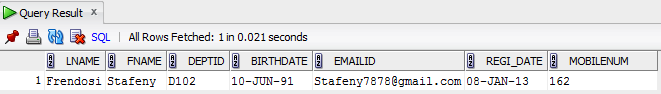 Query Result x
SQL | All Rows Fetched: 1 in 0.021 seconds
LNAME FNAME DEPTID BIRTHDATE EMAILID REGI_DATE MOBILENUM
1 Frendosi Stafeny D102 10-JUN-91 Stafeny7878@gmail.com 08-JAN-13 162